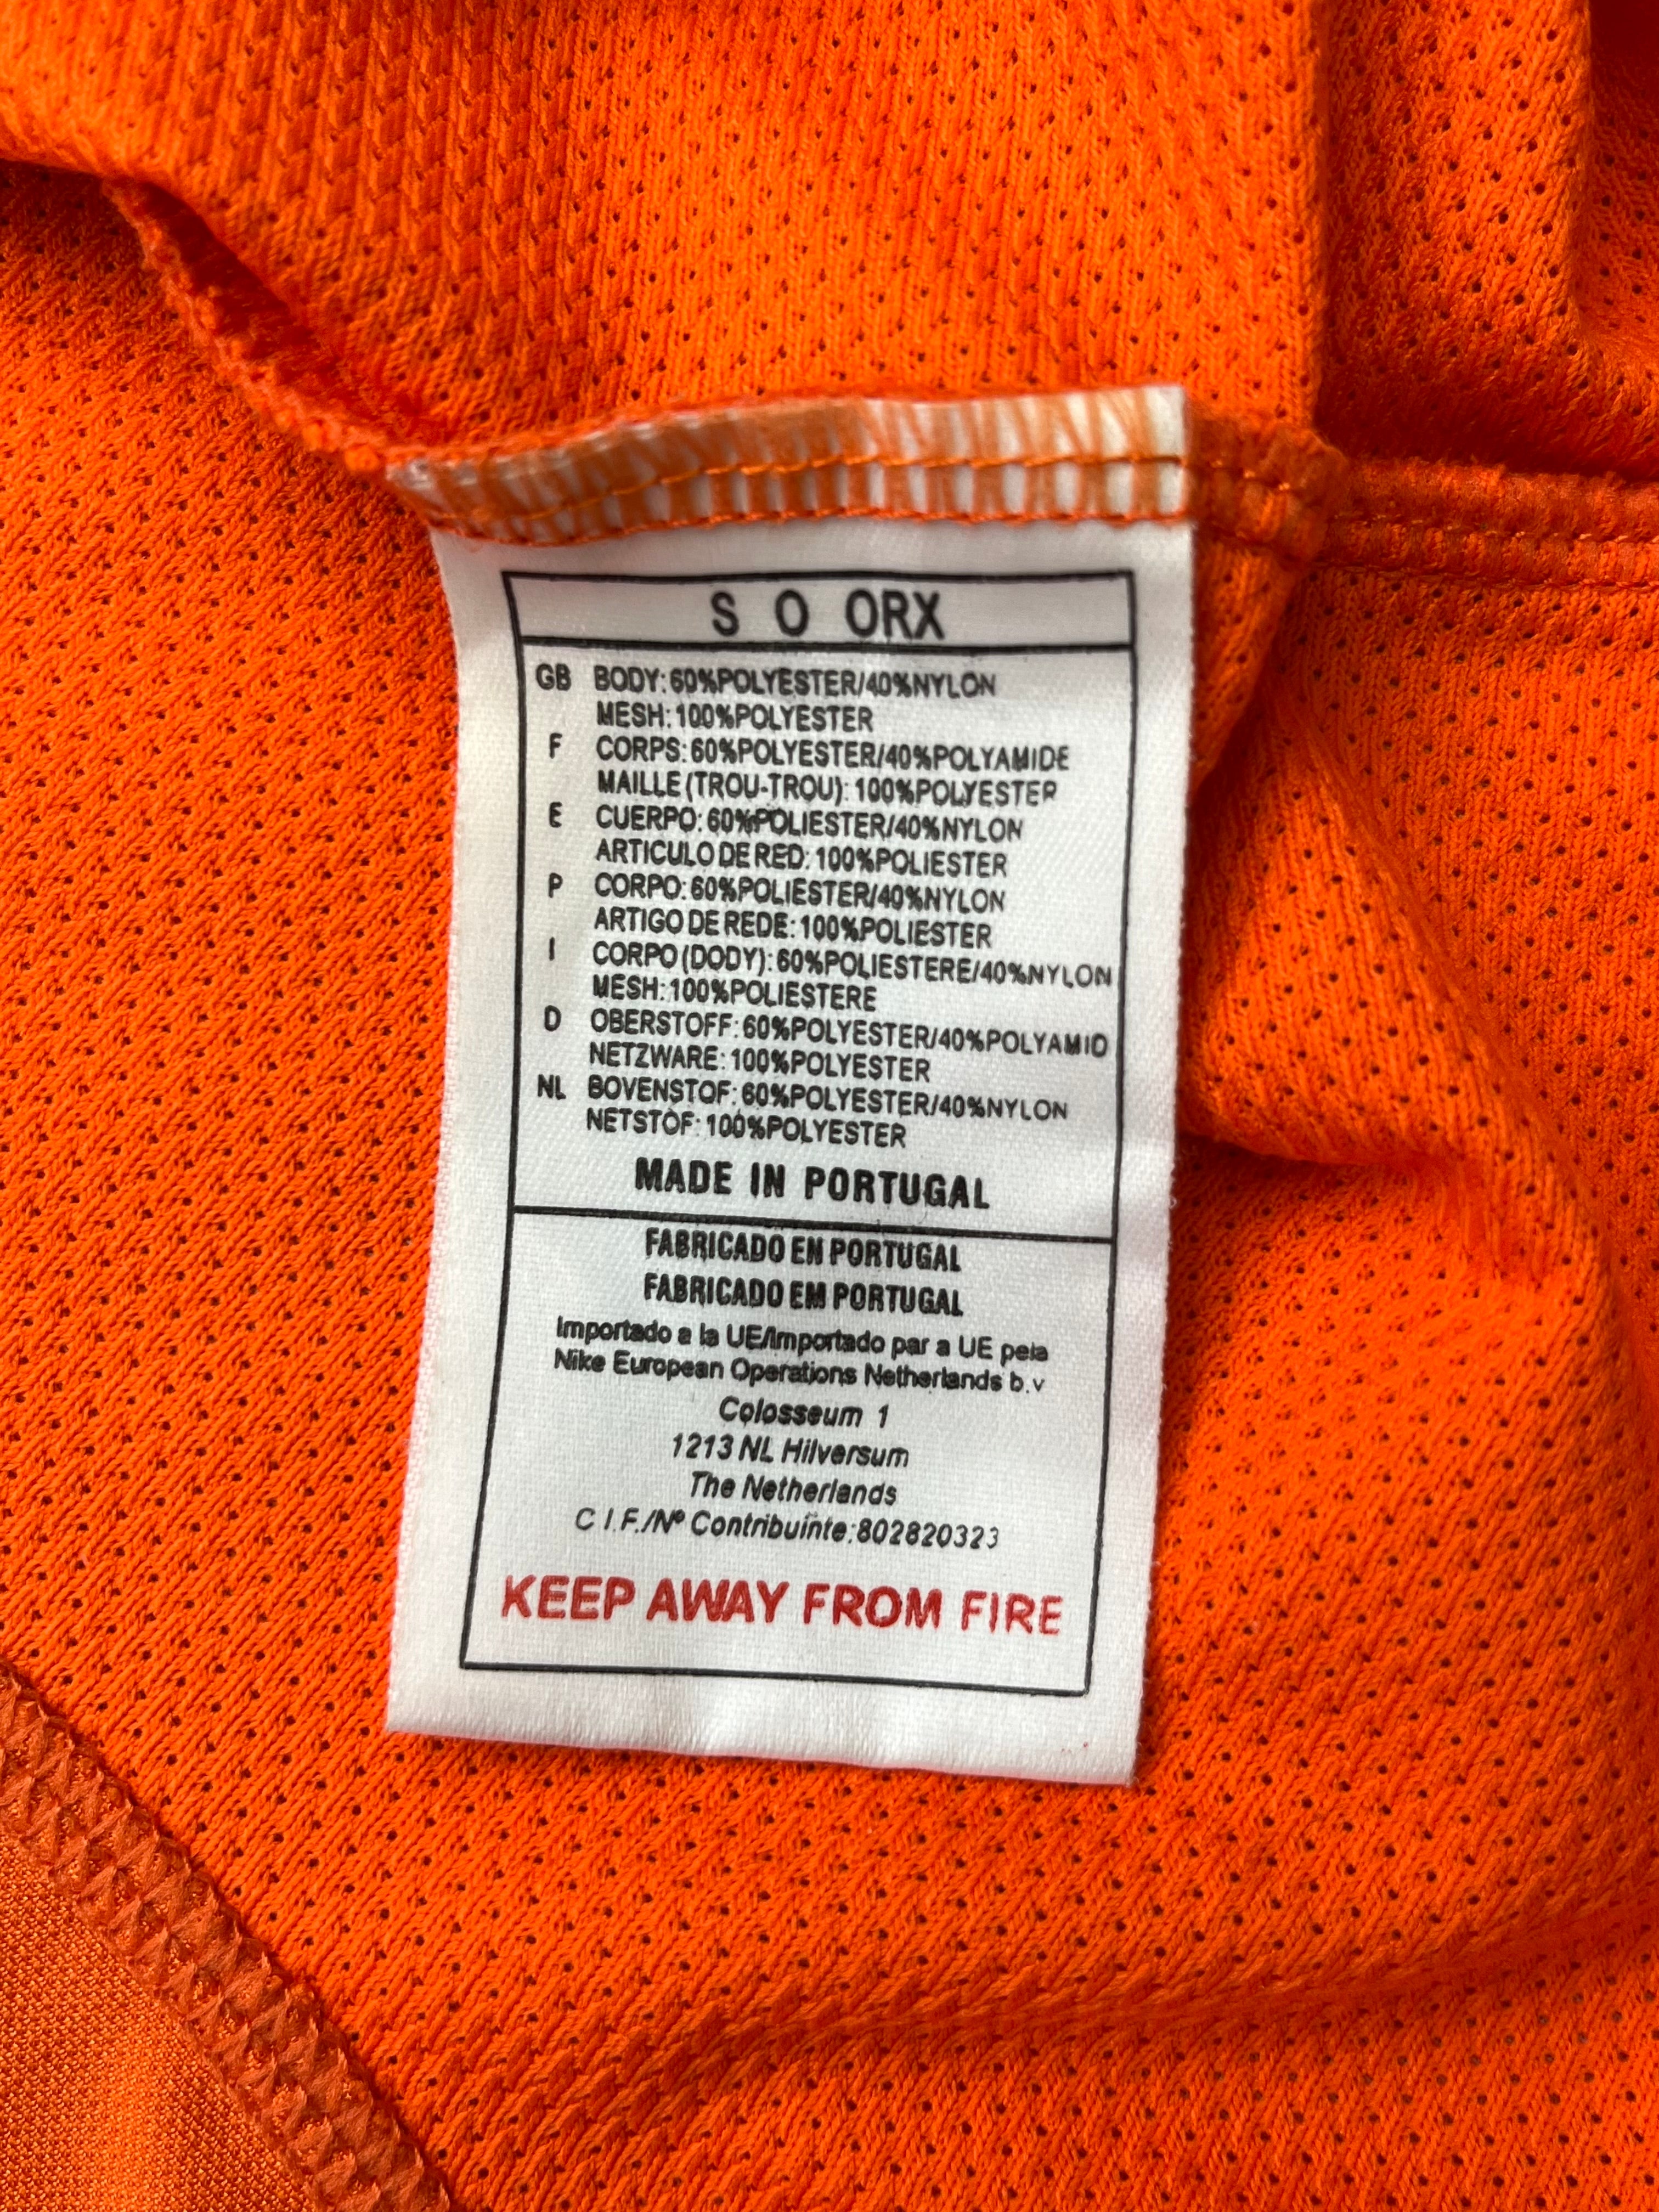 S O ORX
GB BODY: 60%POLYESTER/40%NYLON
MESH: 100%POLYESTER
F CORPS: 60%POLYESTER/40%POLYAMIDE
MAILLE (TROU-TROU): 100%POLYESTER
E CUERPO: 60%POLIESTER/40%NYLON
ARTICULO DE RED: 100%POLIESTER
P CORPO: 60%POLIESTER/40%NYLON
ARTIGO DE REDE: 100%POLIESTER
I CORPO (DODY): 60%POLIESTERE/40%NYLON
MESH: 100%POLIESTERE
D OBERSTOFF: 60%POLYESTER/40%POLYAMID
NETZWARE: 100%POLYESTER
NL BOVENSTOF: 60%POLYESTER/40%NYLON
NETSTOF: 100%POLYESTER
MADE IN PORTUGAL
FABRICADO EN PORTUGAL
FABRICADO EM PORTUGAL
Importado a la UE/Importado par a UE pela
Nike European Operations Netherlands b.v
Colosseum 1
1213 NL Hilversum
The Netherlands
C I.F./Nº Contribuinte:802820323
KEEP AWAY FROM FIRE